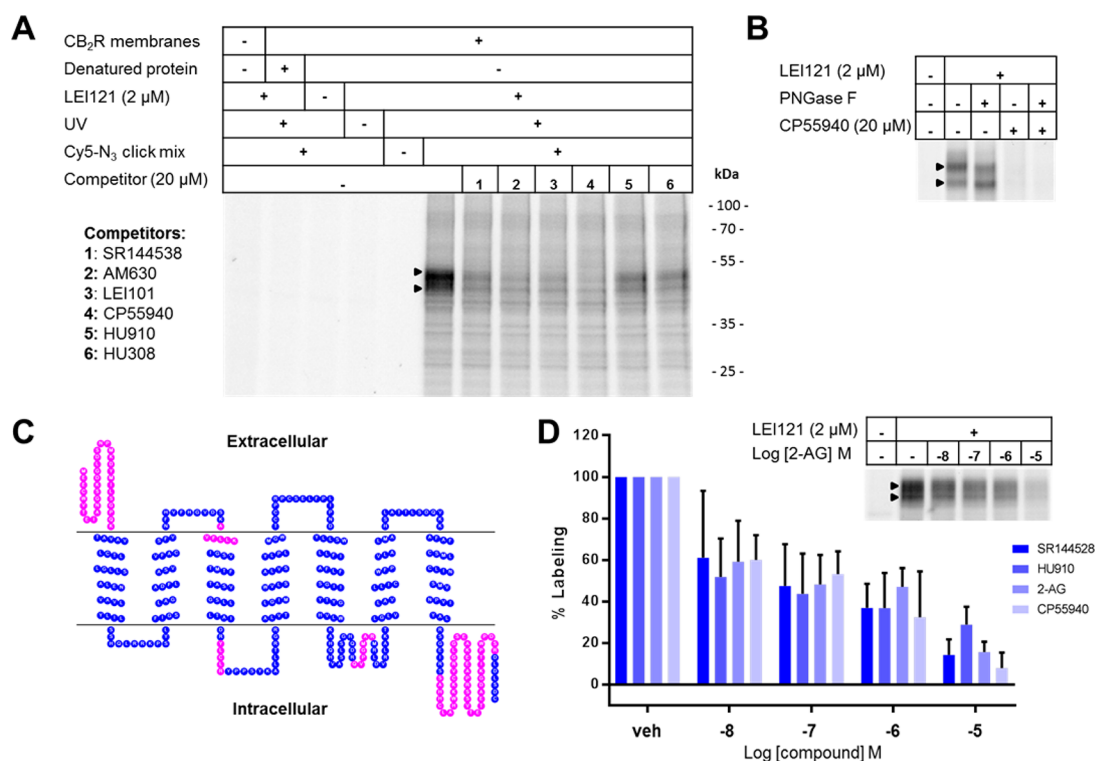 A
CB2R membranes - +
Denatured protein - + -
LEI121 (2 µM) + - +
UV + - +
Cy5-N3 click mix + - +
Competitor (20 µM) - 1 2 3 4 5 6
kDa
- 100 -
- 70 -
- 55 -
- 35 -
- 25 -
Competitors:
1: SR144538
2: AM630
3: LEI101
4: CP55940
5: HU910
6: HU308
B
LEI121 (2 µM) - +
PNGase F - - + - +
CP55940 (20 µM) - - - + +
C
Extracellular
Intracellular
D
LEI121 (2 µM) - +
Log [2-AG] M - - -8 -7 -6 -5
% Labeling
120
100
80
60
40
20
0
veh -8 -7 -6 -5
Log [compound] M
SR144528
HU910
2-AG
CP55940